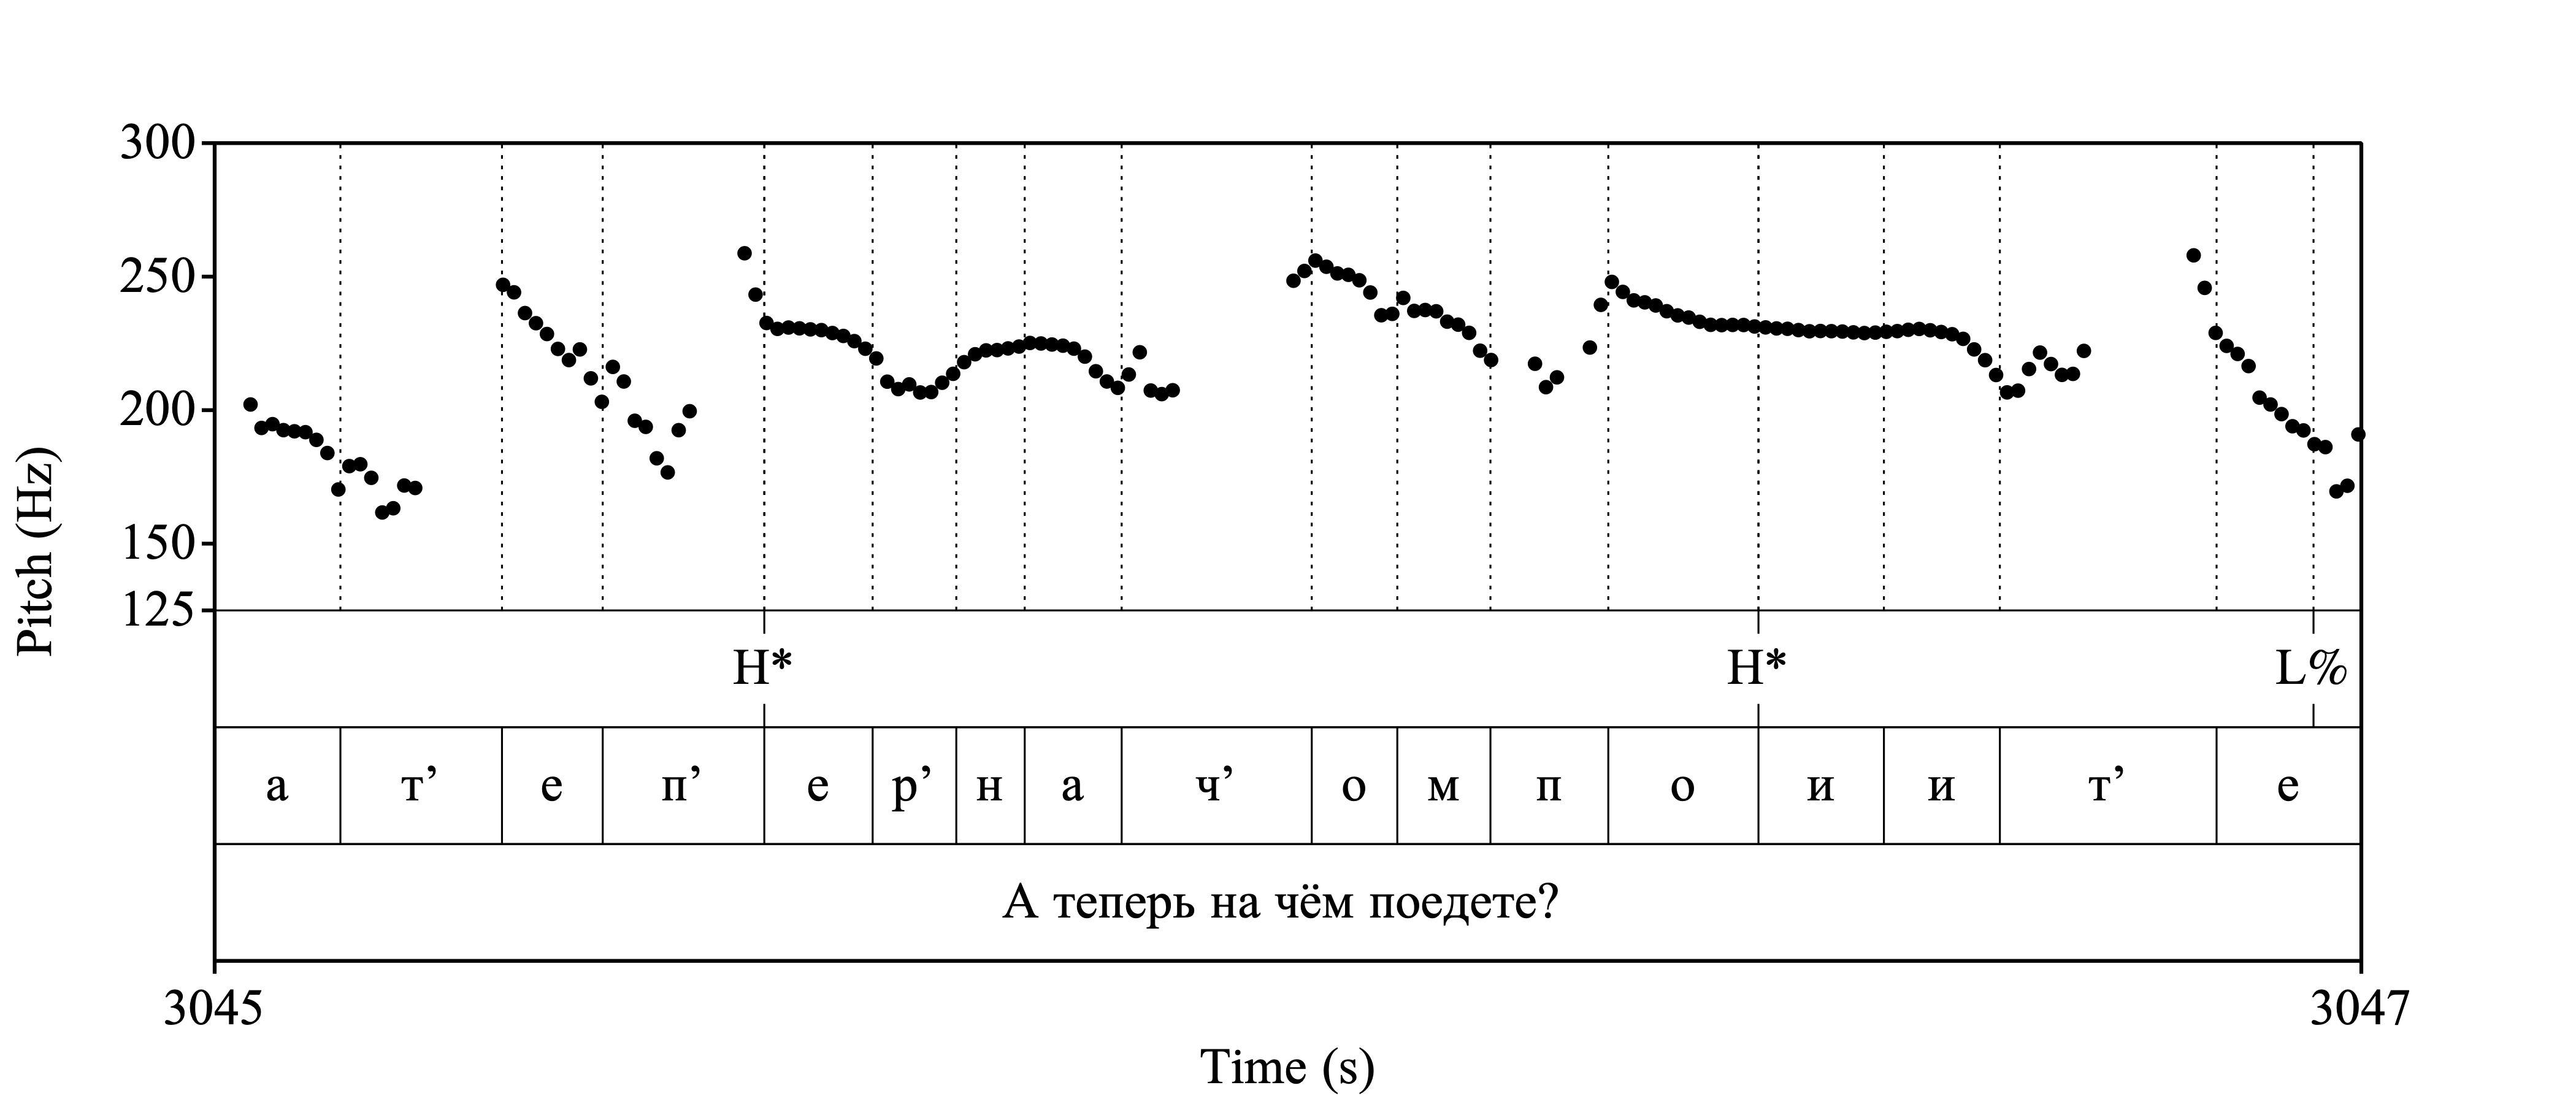 300
250
200
150
125
Pitch (Hz)
H* H* L%
а т’ е п’ е р’ н а ч’ о м п о и и т’ е
А теперь на чём поедете?
3045 3047
Time (s)